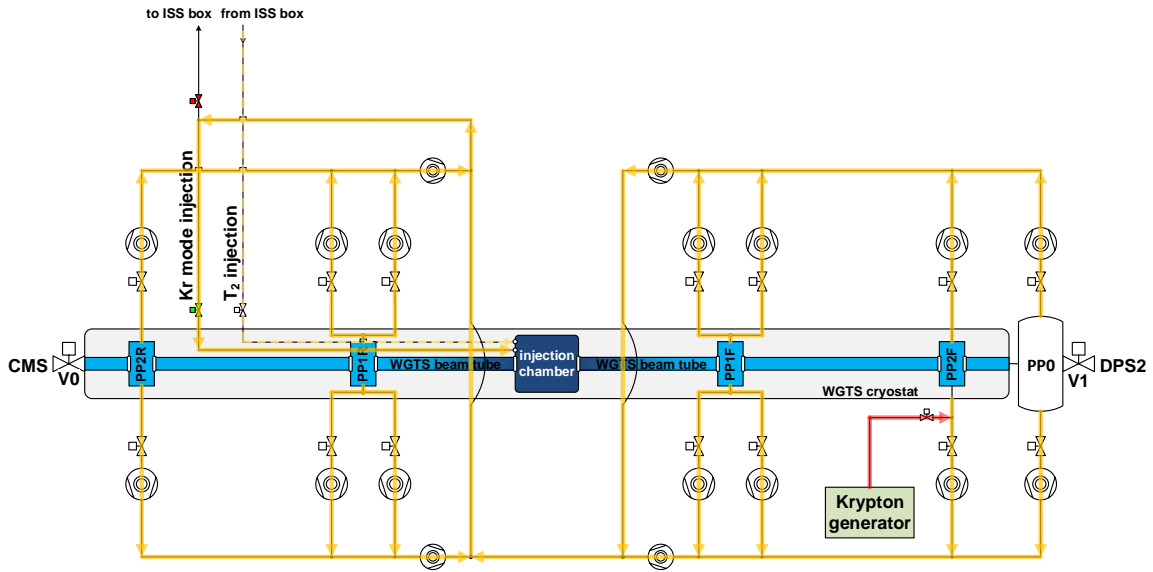 to ISS box from ISS box
Kr mode injection
T₂ injection
CMS
V0
PP2R
PP1R
WGTS beam tube
injection
chamber
WGTS beam tube
PP1F
PP2F
PP0
V1
DPS2
WGTS cryostat
Krypton
generator